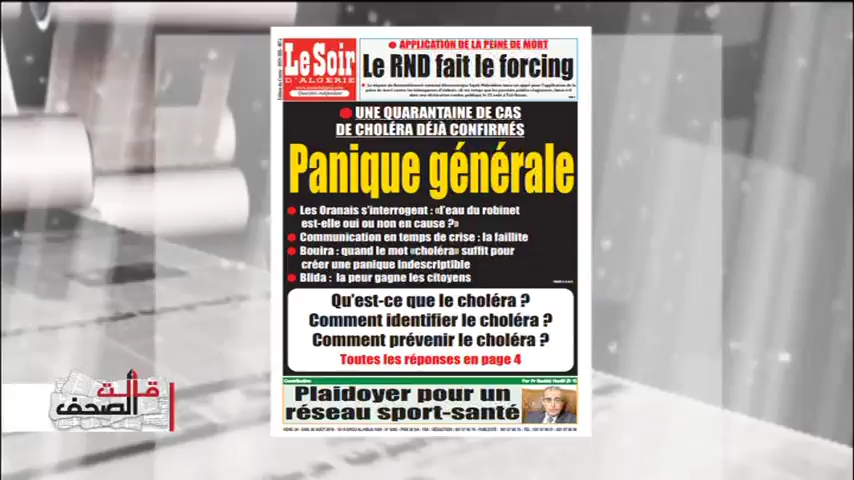 Le Soir
D'ALGÉRIE
APPLICATION DE LA PEINE DE MORT
Le RND fait le forcing
UNE QUARANTAINE DE CAS
DE CHOLÉRA DÉJÀ CONFIRMÉS
Panique générale
Les Oranais s'interrogent : «l'eau du robinet
est-elle oui ou non en cause ?»
Communication en temps de crise : la faillite
Bouira : quand le mot «choléra» suffit pour
créer une panique indescriptible
Blida : la peur gagne les citoyens
Qu'est-ce que le choléra ?
Comment identifier le choléra ?
Comment prévenir le choléra ?
Toutes les réponses en page 4
Contribution
Plaidoyer pour un
réseau sport-santé
قالت
الصحف